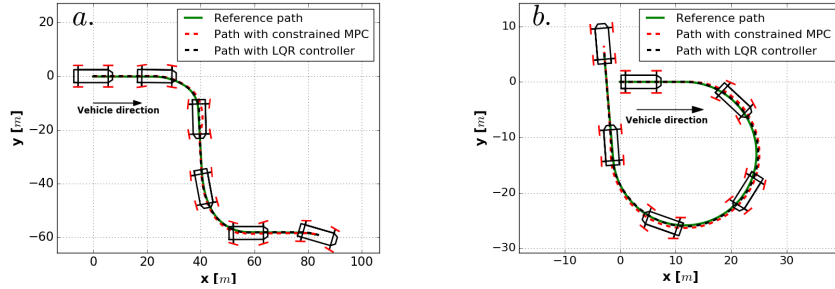 a.
Reference path
Path with constrained MPC
Path with LQR controller
Vehicle direction
y [m]
20
0
−20
−40
−60
0
20
40
60
80
100
x [m]
b.
Reference path
Path with constrained MPC
Path with LQR controller
Vehicle direction
y [m]
10
0
−10
−20
−30
−10
0
10
20
30
x [m]